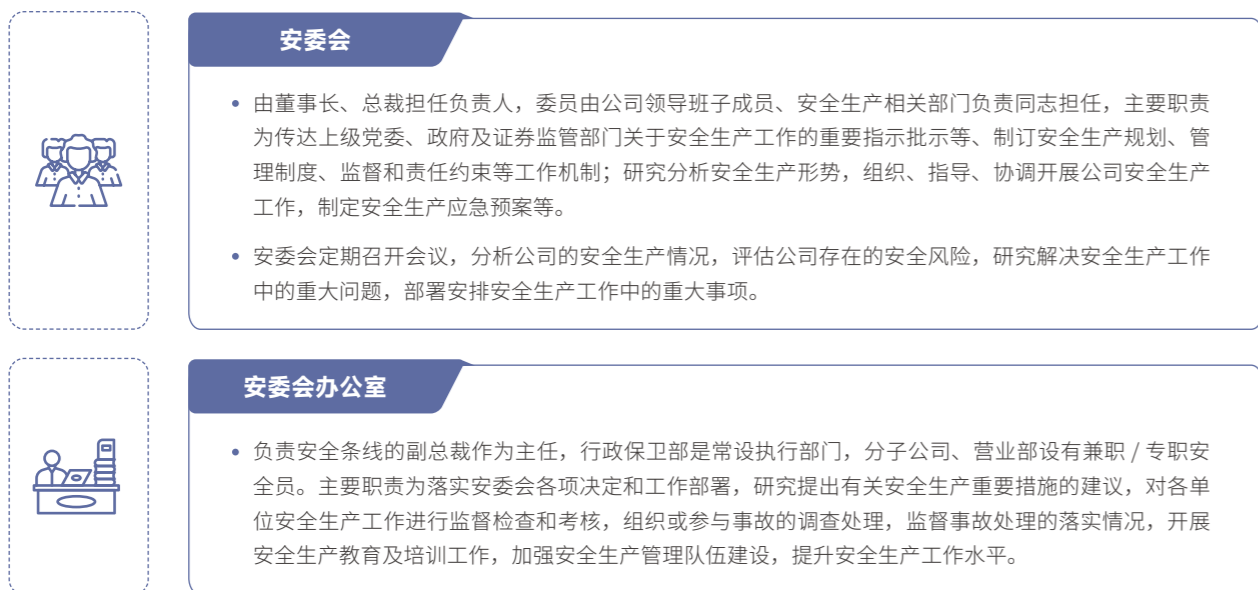 安委会
• 由董事长、总裁担任负责人，委员由公司领导班子成员、安全生产相关部门负责同志担任，主要职责
为传达上级党委、政府及证券监管部门关于安全生产工作的重要指示批示等、制订安全生产规划、管
理制度、监督和责任约束等工作机制；研究分析安全生产形势，组织、指导、协调开展公司安全生产
工作，制定安全生产应急预案等。
• 安委会定期召开会议，分析公司的安全生产情况，评估公司存在的安全风险，研究解决安全生产工作
中的重大问题，部署安排安全生产工作中的重大事项。
安委会办公室
• 负责安全条线的副总裁作为主任，行政保卫部是常设执行部门，分子公司、营业部设有兼职 / 专职安
全员。主要职责为落实安委会各项决定和工作部署，研究提出有关安全生产重要措施的建议，对各单
位安全生产工作进行监督检查和考核，组织或参与事故的调查处理，监督事故处理的落实情况，开展
安全生产教育及培训工作，加强安全生产管理队伍建设，提升安全生产工作水平。